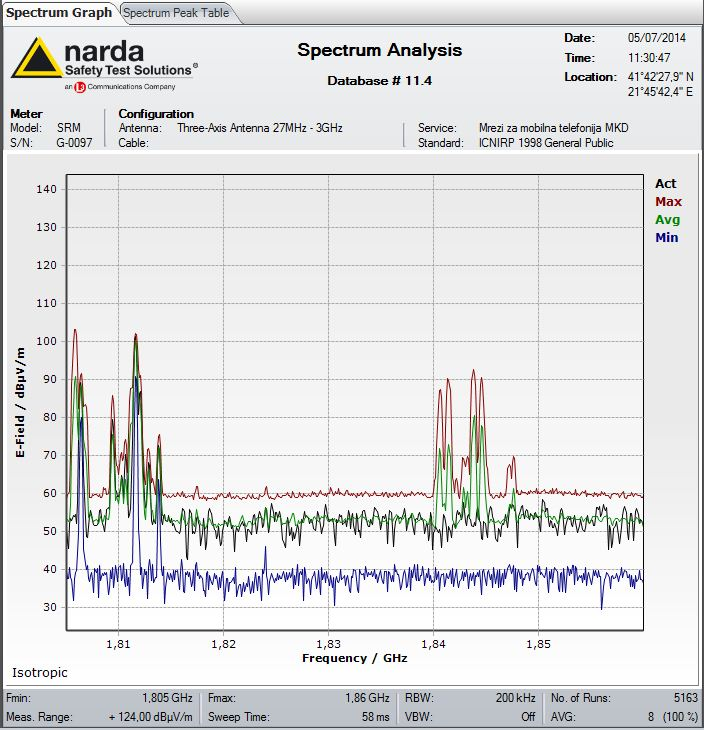 Spectrum Graph Spectrum Peak Table
narda
Safety Test Solutions®
an L3 Communications Company
Spectrum Analysis
Database # 11.4
Date: 05/07/2014
Time: 11:30:47
Location: 41°42'27,9" N
21°45'42,4" E
Meter
Model: SRM
S/N: G-0097
Configuration
Antenna: Three-Axis Antenna 27MHz - 3GHz
Cable:
Service: Mrezi za mobilna telefonija MKD
Standard: ICNIRP 1998 General Public
E-Field / dBµV/m
140
130
120
110
100
90
80
70
60
50
40
30
Act
Max
Avg
Min
1,81 1,82 1,83 1,84 1,85
Frequency / GHz
Isotropic
Fmin: 1,805 GHz Fmax: 1,86 GHz RBW: 200 kHz No. of Runs: 5163
Meas. Range: + 124,00 dBµV/m Sweep Time: 58 ms VBW: Off AVG: 8 (100 %)